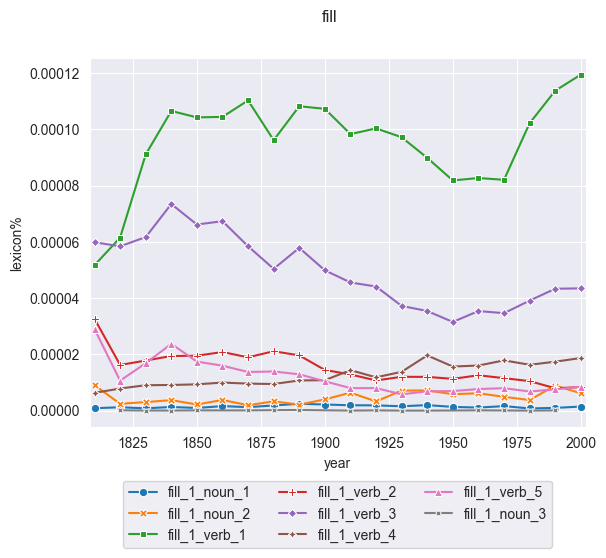 fill
0.00012
0.00010
0.00008
0.00006
0.00004
0.00002
0.00000
lexicon%
1825 1850 1875 1900 1925 1950 1975 2000
year
fill_1_noun_1 fill_1_verb_2 fill_1_verb_5
fill_1_noun_2 fill_1_verb_3 fill_1_noun_3
fill_1_verb_1 fill_1_verb_4